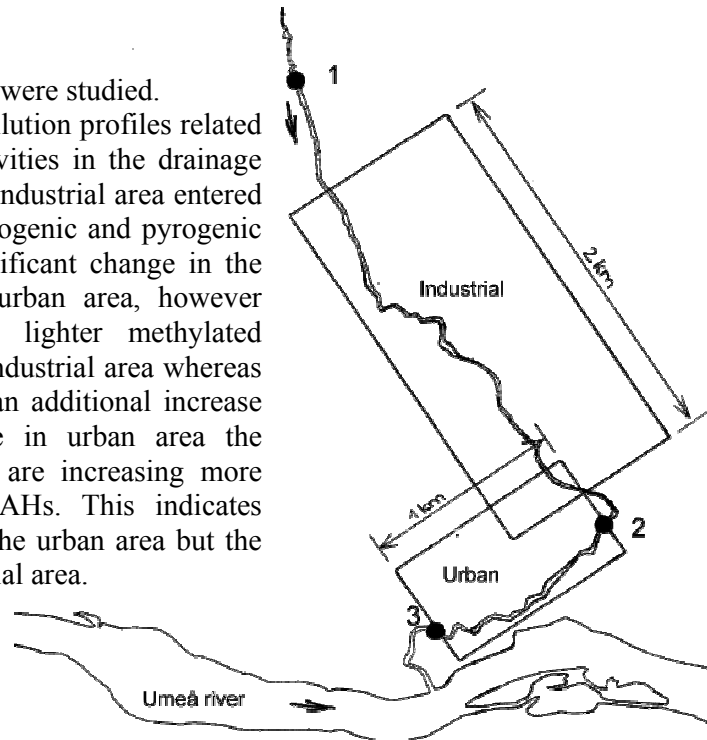 were studied.
lution profiles related
vities in the drainage
industrial area entered
ogenic and pyrogenic
ificant change in the
urban area, however
lighter methylated
ndustrial area whereas
an additional increase
e in urban area the
are increasing more
AHs. This indicates
he urban area but the
ial area.
1
2 km
Industrial
1 km
2
Urban
3
Umeå river